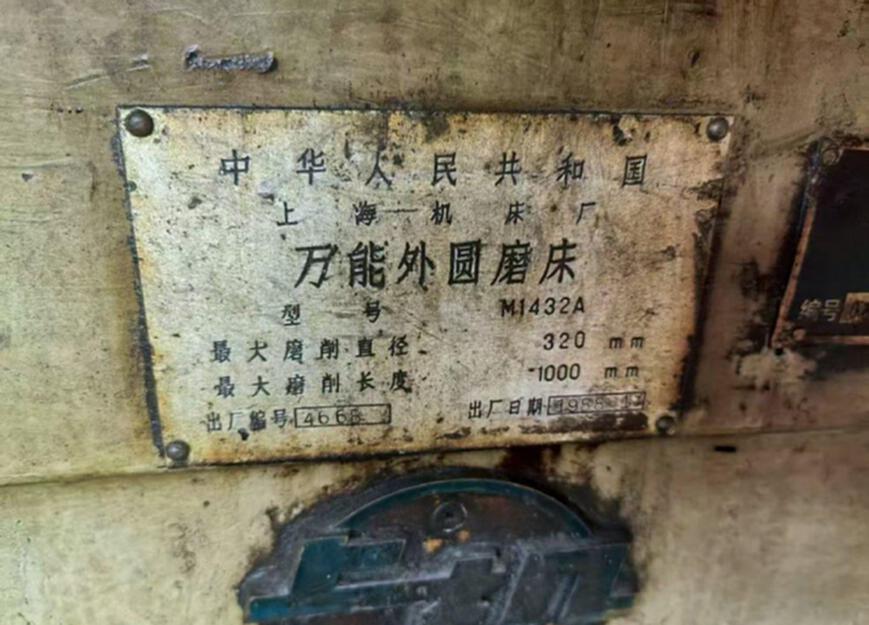 中华人民共和国
上海机床厂
万能外圆磨床
型号 M1432A
最大磨削直径 320 mm
最大磨削长度 1000 mm
出厂编号 4668 出厂日期
编号